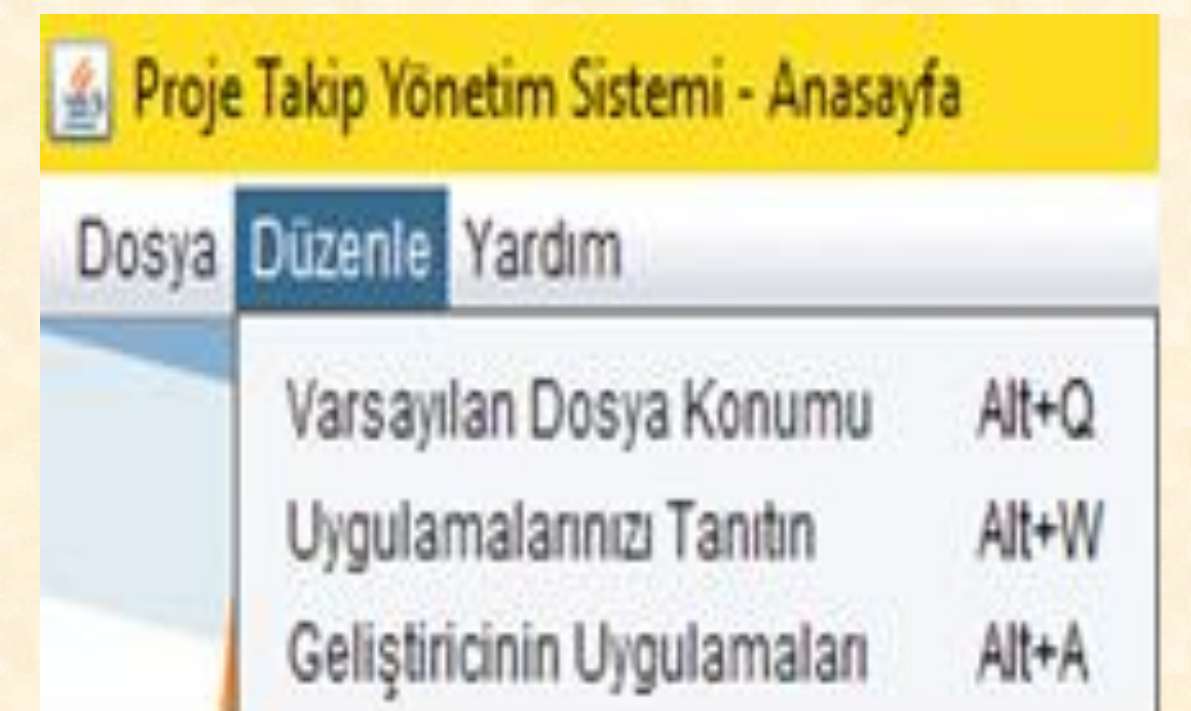 Proje Takip Yönetim Sistemi - Anasayfa
Dosya Düzenle Yardım
Varsayılan Dosya Konumu Alt+Q
Uygulamalarınızı Tanıtın Alt+W
Geliştiricinin Uygulamaları Alt+A